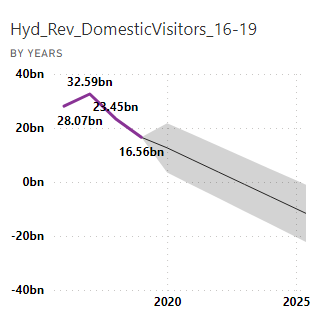 Hyd_Rev_DomesticVisitors_16-19
BY YEARS
40bn
32.59bn
23.45bn
28.07bn
20bn
16.56bn
0bn
-20bn
-40bn
2020
2025